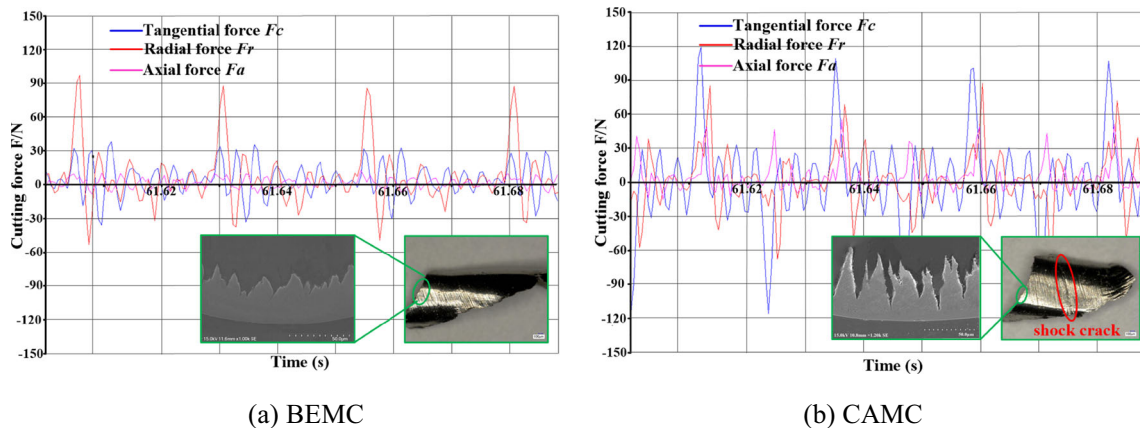 150
120
90
60
30
0
-30
-60
-90
-120
-150
Cutting force F/N
Tangential force Fc
Radial force Fr
Axial force Fa
61.62
61.64
61.66
61.68
Time (s)
(a) BEMC
150
120
90
60
30
0
-30
-60
-90
-120
-150
Cutting force F/N
Tangential force Fc
Radial force Fr
Axial force Fa
61.62
61.64
61.66
61.68
shock crack
Time (s)
(b) CAMC